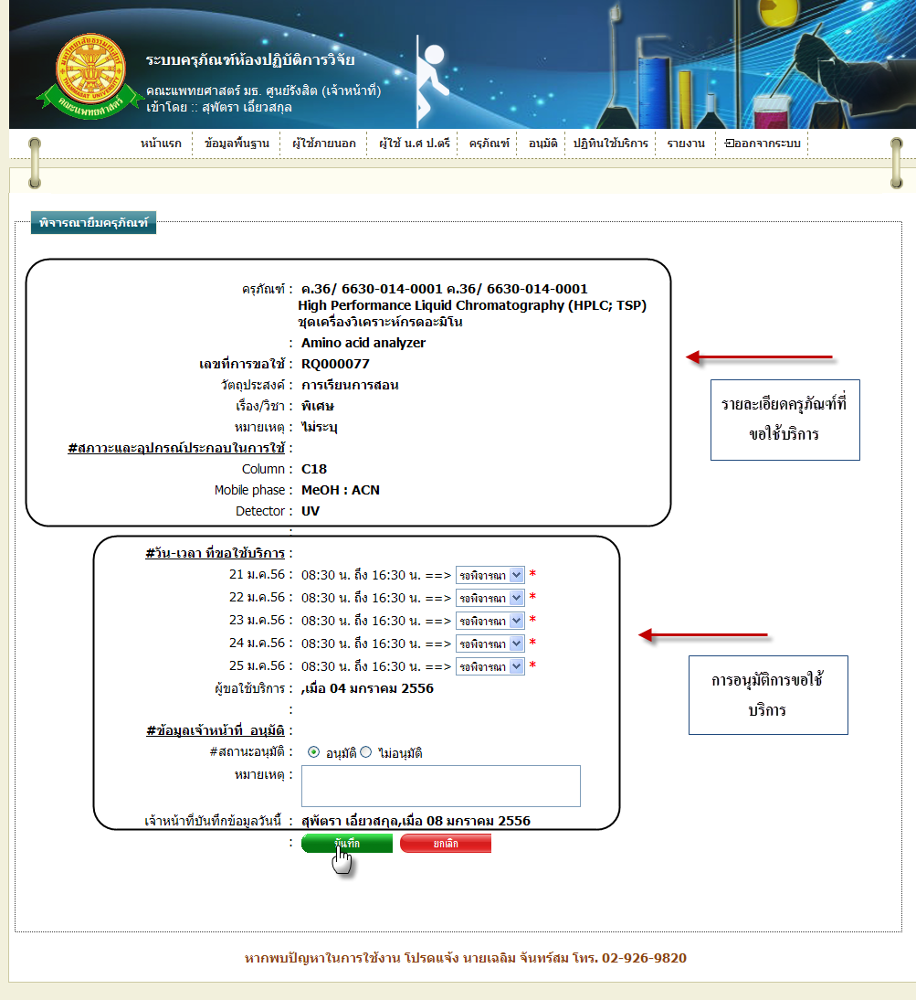 ระบบครุภัณฑ์ห้องปฏิบัติการวิจัย
คณะแพทยศาสตร์ มธ. ศูนย์รังสิต (เจ้าหน้าที่)
เข้าโดย :: สุพัตรา เอี่ยวสกุล
หน้าแรก ข้อมูลพื้นฐาน ผู้ใช้ภายนอก ผู้ใช้ น.ศ ป.ตรี ครุภัณฑ์ อนุมัติ ปฏิทินใช้บริการ รายงาน ออกจากระบบ
พิจารณายืมครุภัณฑ์
ครุภัณฑ์ : ค.36/ 6630-014-0001 ค.36/ 6630-014-0001
High Performance Liquid Chromatography (HPLC; TSP)
ชุดเครื่องวิเคราะห์กรดอะมิโน
: Amino acid analyzer
เลขที่การขอใช้ : RQ000077
วัตถุประสงค์ : การเรียนการสอน
เรื่อง/วิชา : พิเศษ
หมายเหตุ : ไม่ระบุ
#สภาวะและอุปกรณ์ประกอบในการใช้ :
Column : C18
Mobile phase : MeOH : ACN
Detector : UV
:
รายละเอียดครุภัณฑ์ที่
ขอใช้บริการ
#วัน-เวลา ที่ขอใช้บริการ :
21 ม.ค.56 : 08:30 น. ถึง 16:30 น. ==> รอพิจารณา *
22 ม.ค.56 : 08:30 น. ถึง 16:30 น. ==> รอพิจารณา *
23 ม.ค.56 : 08:30 น. ถึง 16:30 น. ==> รอพิจารณา *
24 ม.ค.56 : 08:30 น. ถึง 16:30 น. ==> รอพิจารณา *
25 ม.ค.56 : 08:30 น. ถึง 16:30 น. ==> รอพิจารณา *
ผู้ขอใช้บริการ : ,เมื่อ 04 มกราคม 2556
:
#ข้อมูลเจ้าหน้าที่ อนุมัติ :
#สถานะอนุมัติ : อนุมัติ ไม่อนุมัติ
หมายเหตุ :
เจ้าหน้าที่บันทึกข้อมูลวันนี้ : สุพัตรา เอี่ยวสกุล,เมื่อ 08 มกราคม 2556
: บันทึก ยกเลิก
การอนุมัติการขอใช้
บริการ
หากพบปัญหาในการใช้งาน โปรดแจ้ง นายเฉลิม จันทร์สม โทร. 02-926-9820